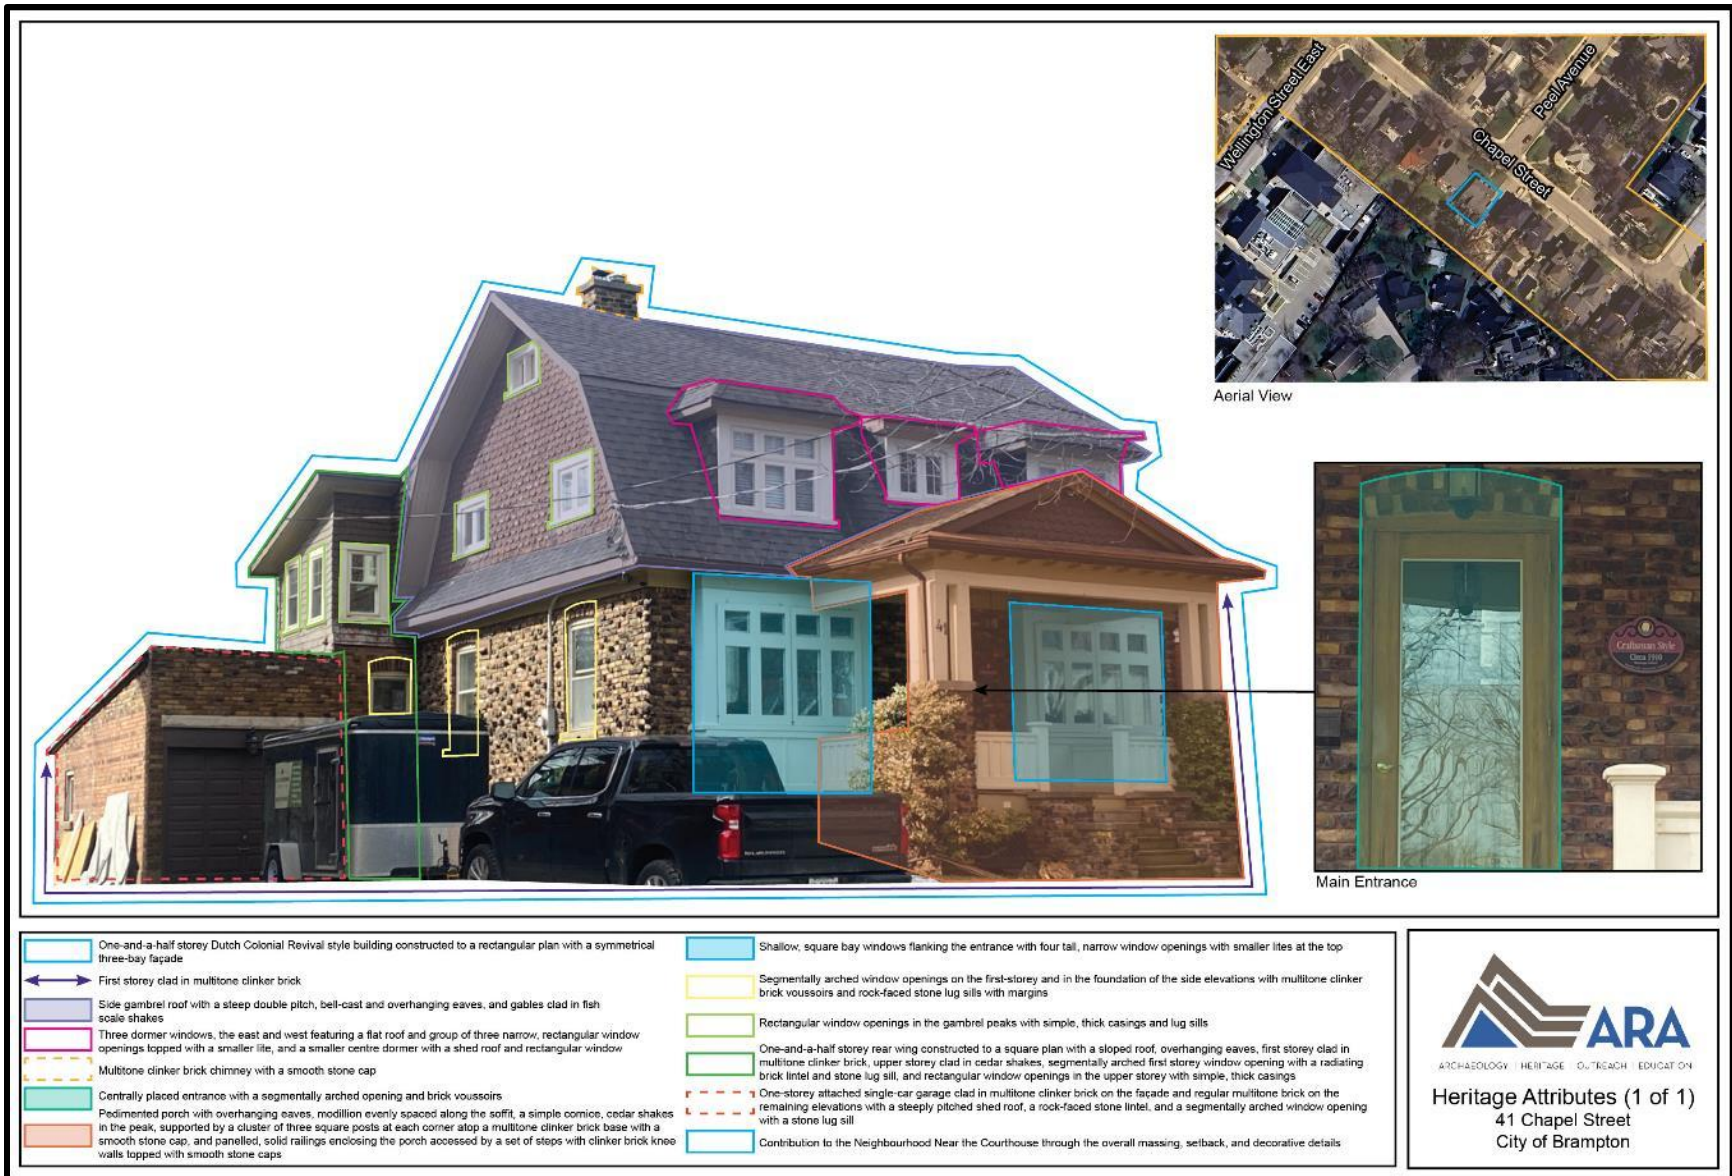 Wellington Street East
Peel Avenue
Chapel Street
Aerial View
41
Craftsman Style
Circa 1910
Main Entrance
One-and-a-half storey Dutch Colonial Revival style building constructed to a rectangular plan with a symmetrical
three-bay façade
First storey clad in multitone clinker brick
Side gambrel roof with a steep double pitch, bell-cast and overhanging eaves, and gables clad in fish
scale shakes
Three dormer windows, the east and west featuring a flat roof and group of three narrow, rectangular window
openings topped with a smaller lite, and a smaller centre dormer with a shed roof and rectangular window
Multitone clinker brick chimney with a smooth stone cap
Centrally placed entrance with a segmentally arched opening and brick voussoirs
Pedimented porch with overhanging eaves, modillion evenly spaced along the soffit, a simple cornice, cedar shakes
in the peak, supported by a cluster of three square posts at each corner atop a multitone clinker brick base with a
smooth stone cap, and panelled, solid railings enclosing the porch accessed by a set of steps with clinker brick knee
walls topped with smooth stone caps
Shallow, square bay windows flanking the entrance with four tall, narrow window openings with smaller lites at the top
Segmentally arched window openings on the first-storey and in the foundation of the side elevations with multitone clinker
brick voussoirs and rock-faced stone lug sills with margins
Rectangular window openings in the gambrel peaks with simple, thick casings and lug sills
One-and-a-half storey rear wing constructed to a square plan with a sloped roof, overhanging eaves, first storey clad in
multitone clinker brick, upper storey clad in cedar shakes, segmentally arched first storey window opening with a radiating
brick lintel and stone lug sill, and rectangular window openings in the upper storey with simple, thick casings
One-storey attached single-car garage clad in multitone clinker brick on the façade and regular multitone brick on the
remaining elevations with a steeply pitched shed roof, a rock-faced stone lintel, and a segmentally arched window opening
with a stone lug sill
Contribution to the Neighbourhood Near the Courthouse through the overall massing, setback, and decorative details
ARA
ARCHAEOLOGY | HERITAGE | OUTREACH | EDUCATION
Heritage Attributes (1 of 1)
41 Chapel Street
City of Brampton